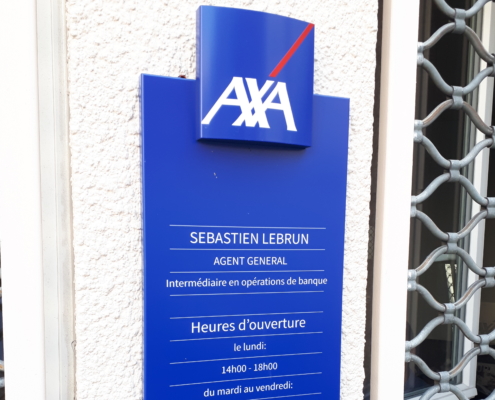 AXA
SEBASTIEN LEBRUN
AGENT GENERAL
Intermédiaire en opérations de banque
Heures d'ouverture
le lundi:
14h00 - 18h00
du mardi au vendredi: